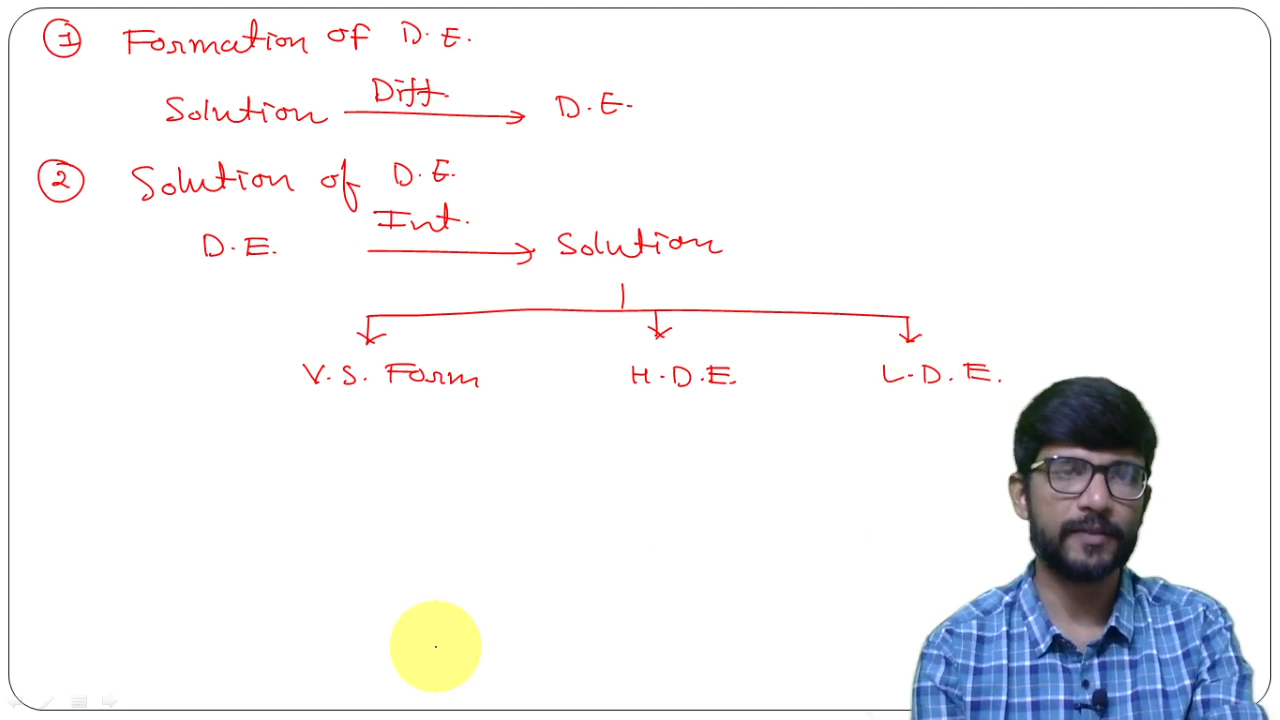 1 Formation of D.E.
Diff.
Solution → D.E.
2 Solution of D.E.
Int.
D.E. → Solution
V.S. Form H.D.E. L.D.E.